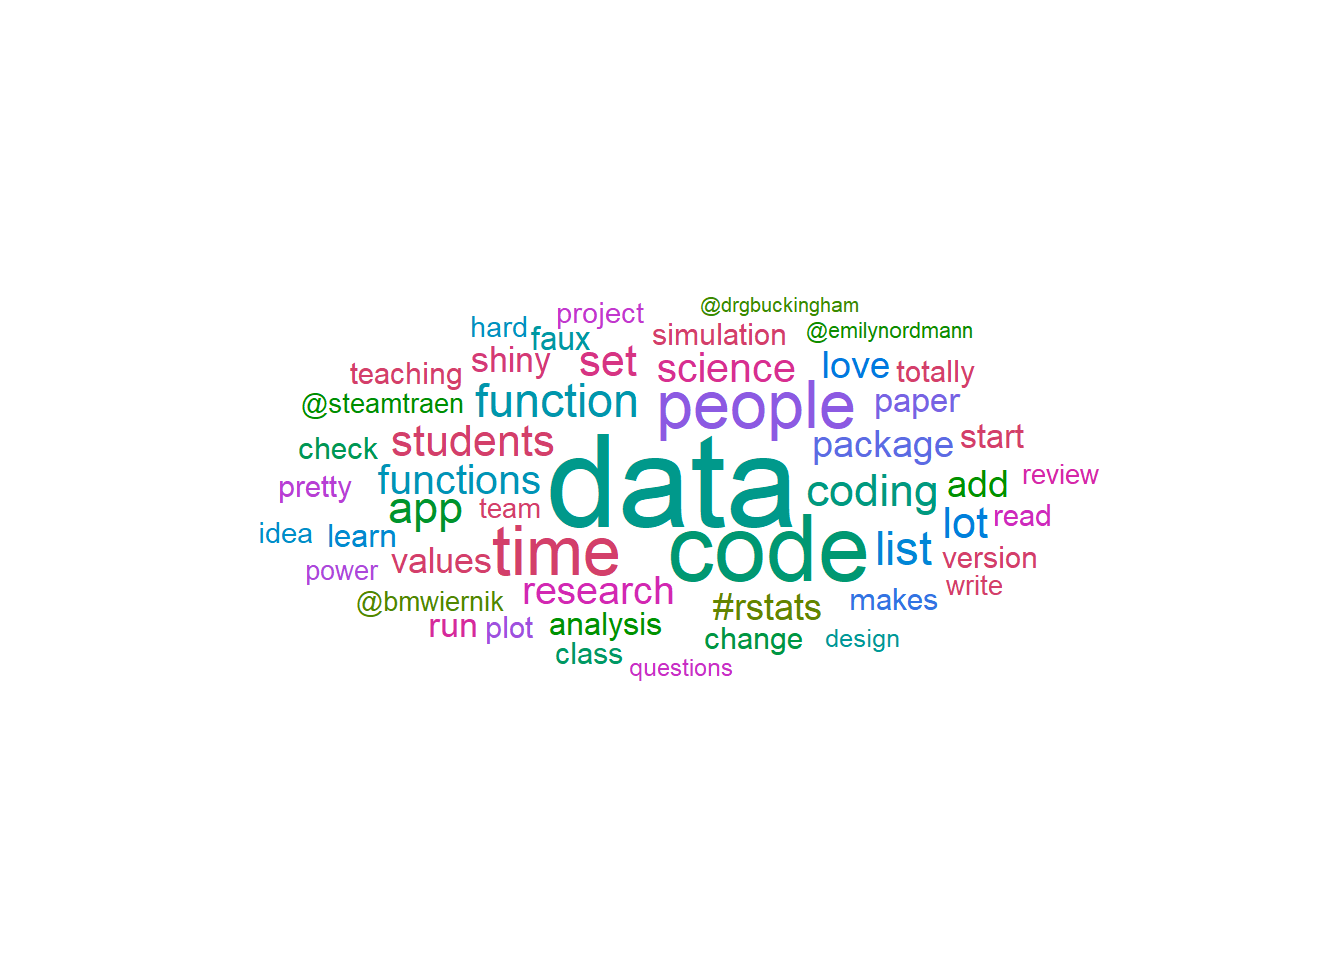 @drgbuckingham
project
hard
faux
simulation
@emilynordmann
shiny
set
science
love
totally
teaching
@steamtraen
function
people
paper
students
check
package
start
data
pretty
functions
coding
add
review
app
team
lot
read
idea
learn
time
code
list
version
values
power
write
@bmwiernik
research
#rstats
makes
run
plot
analysis
change
design
class
questions